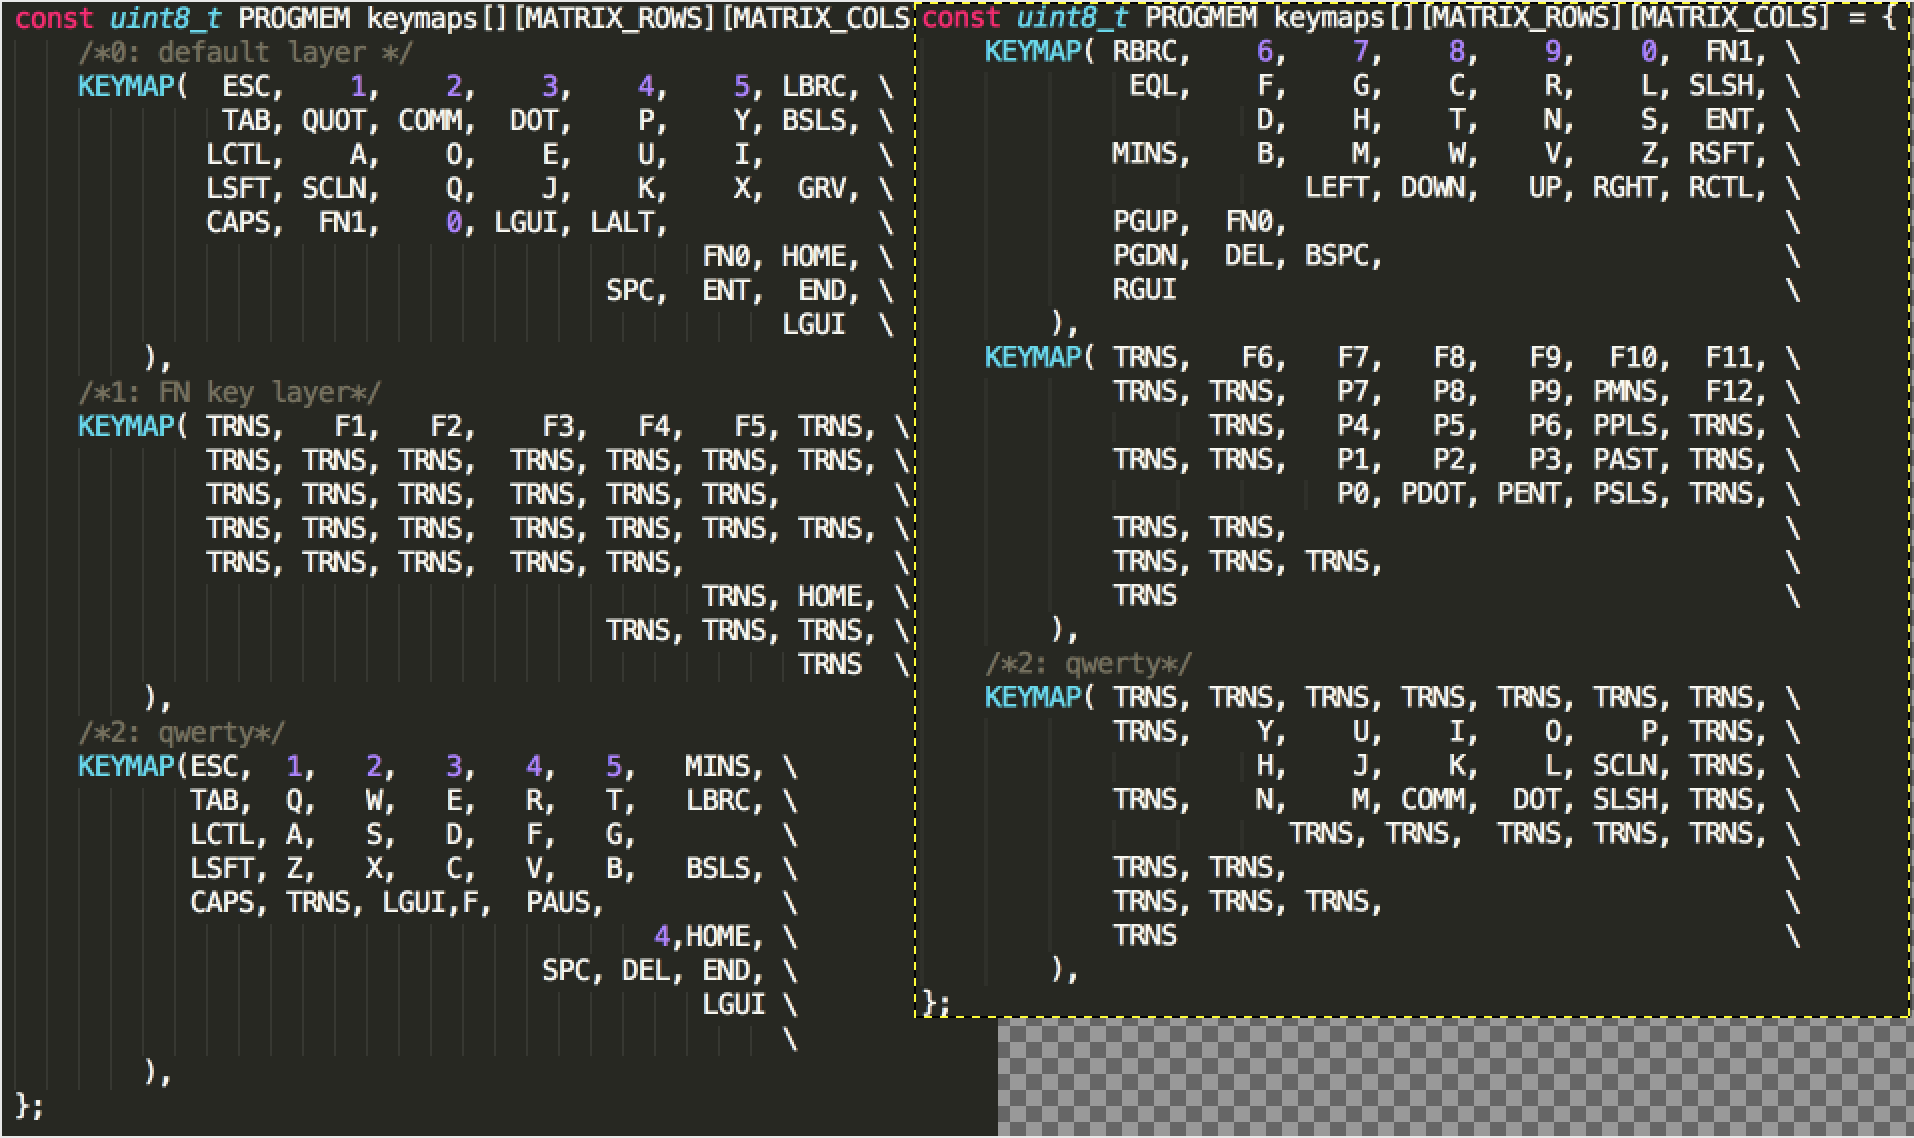 const uint8_t PROGMEM keymaps[][MATRIX_ROWS][MATRIX_COLS
/*0: default layer */
KEYMAP( ESC, 1, 2, 3, 4, 5, LBRC, \
TAB, QUOT, COMM, DOT, P, Y, BSLS, \
LCTL, A, O, E, U, I, \
LSFT, SCLN, Q, J, K, X, GRV, \
CAPS, FN1, 0, LGUI, LALT, \
FN0, HOME, \
SPC, ENT, END, \
LGUI \
),
/*1: FN key layer*/
KEYMAP( TRNS, F1, F2, F3, F4, F5, TRNS, \
TRNS, TRNS, TRNS, TRNS, TRNS, TRNS, TRNS, \
TRNS, TRNS, TRNS, TRNS, TRNS, TRNS, \
TRNS, TRNS, TRNS, TRNS, TRNS, TRNS, TRNS, \
TRNS, TRNS, TRNS, TRNS, TRNS, \
TRNS, HOME, \
TRNS, TRNS, TRNS, \
TRNS \
),
/*2: qwerty*/
KEYMAP(ESC, 1, 2, 3, 4, 5, MINS, \
TAB, Q, W, E, R, T, LBRC, \
LCTL, A, S, D, F, G, \
LSFT, Z, X, C, V, B, BSLS, \
CAPS, TRNS, LGUI,F, PAUS, \
4,HOME, \
SPC, DEL, END, \
LGUI \
\
),
};
const uint8_t PROGMEM keymaps[][MATRIX_ROWS][MATRIX_COLS] = {
KEYMAP( RBRC, 6, 7, 8, 9, 0, FN1, \
EQL, F, G, C, R, L, SLSH, \
D, H, T, N, S, ENT, \
MINS, B, M, W, V, Z, RSFT, \
LEFT, DOWN, UP, RGHT, RCTL, \
PGUP, FN0, \
PGDN, DEL, BSPC, \
RGUI \
),
KEYMAP( TRNS, F6, F7, F8, F9, F10, F11, \
TRNS, TRNS, P7, P8, P9, PMNS, F12, \
TRNS, P4, P5, P6, PPLS, TRNS, \
TRNS, TRNS, P1, P2, P3, PAST, TRNS, \
P0, PDOT, PENT, PSLS, TRNS, \
TRNS, TRNS, \
TRNS, TRNS, TRNS, \
TRNS \
),
/*2: qwerty*/
KEYMAP( TRNS, TRNS, TRNS, TRNS, TRNS, TRNS, TRNS, \
TRNS, Y, U, I, O, P, TRNS, \
H, J, K, L, SCLN, TRNS, \
TRNS, N, M, COMM, DOT, SLSH, TRNS, \
TRNS, TRNS, TRNS, TRNS, TRNS, \
TRNS, TRNS, \
TRNS, TRNS, TRNS, \
TRNS \
),
};